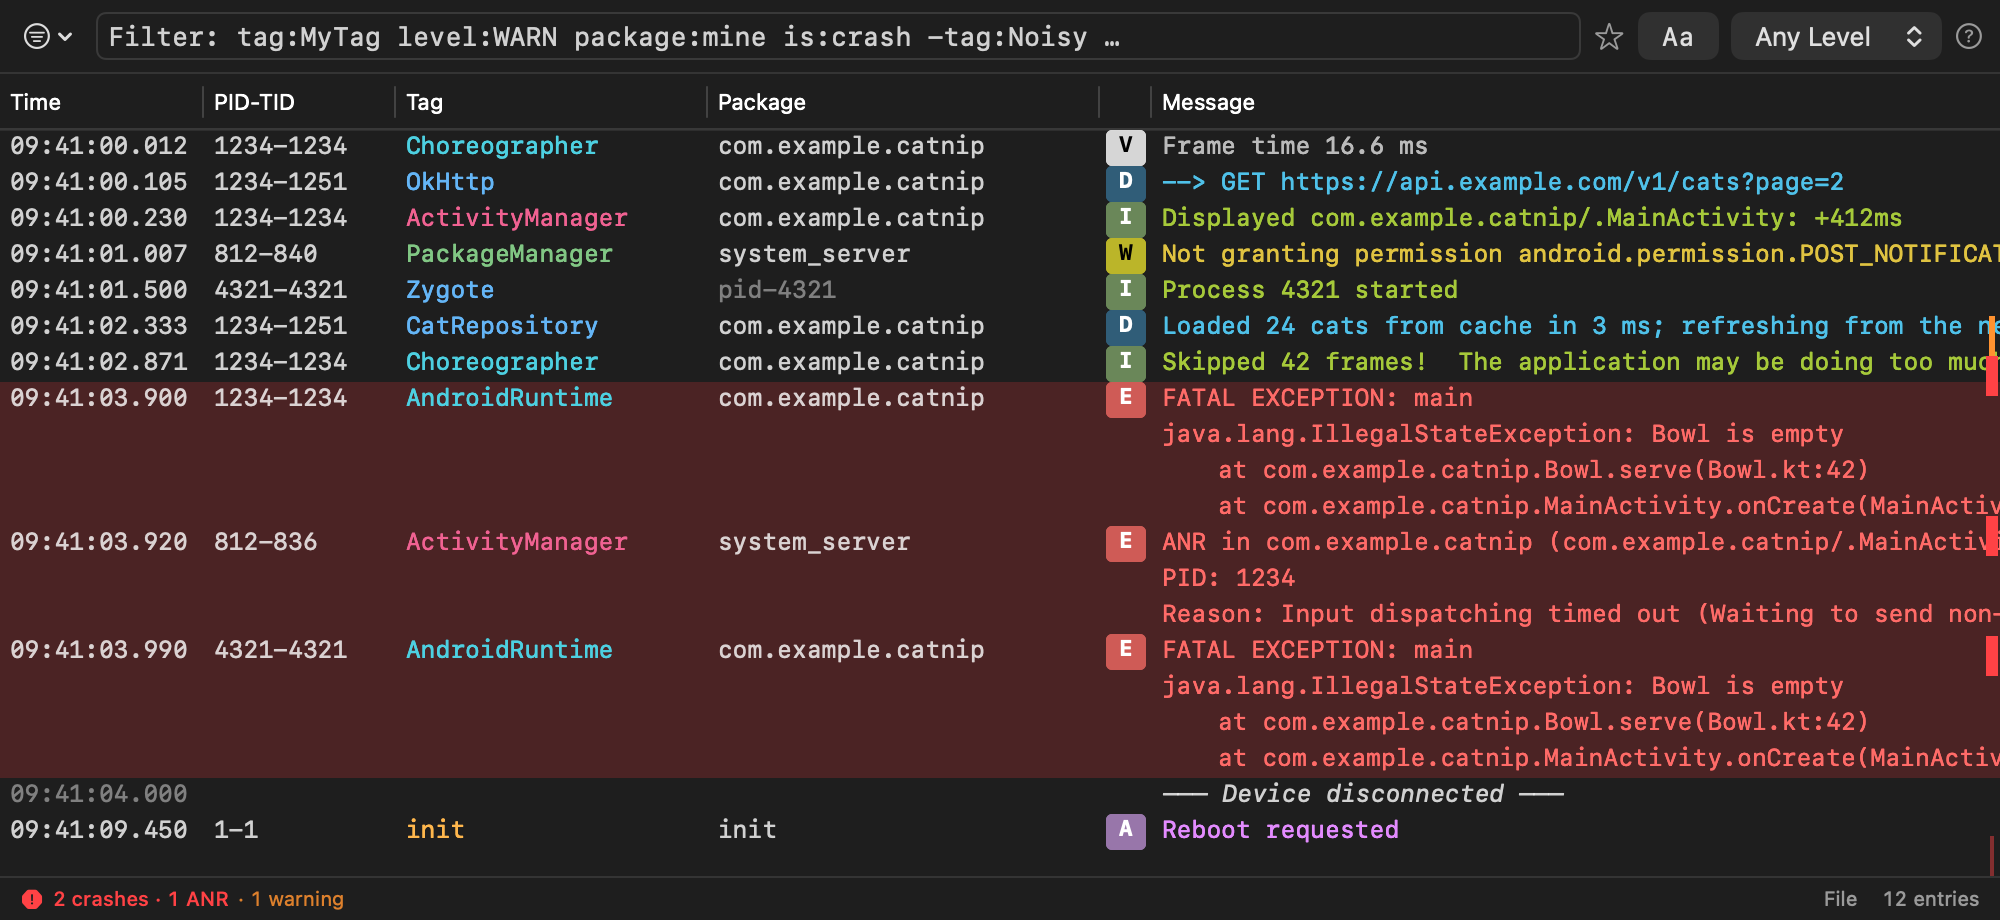 Filter: tag:MyTag level:WARN package:mine is:crash -tag:Noisy …
Aa
Any Level
?
Time PID-TID Tag Package Message
09:41:00.012 1234-1234 Choreographer com.example.catnip V Frame time 16.6 ms
09:41:00.105 1234-1251 OkHttp com.example.catnip D --> GET https://api.example.com/v1/cats?page=2
09:41:00.230 1234-1234 ActivityManager com.example.catnip I Displayed com.example.catnip/.MainActivity: +412ms
09:41:01.007 812-840 PackageManager system_server W Not granting permission android.permission.POST_NOTIFICAT
09:41:01.500 4321-4321 Zygote pid-4321 I Process 4321 started
09:41:02.333 1234-1251 CatRepository com.example.catnip D Loaded 24 cats from cache in 3 ms; refreshing from the ne
09:41:02.871 1234-1234 Choreographer com.example.catnip I Skipped 42 frames!  The application may be doing too muc
09:41:03.900 1234-1234 AndroidRuntime com.example.catnip E FATAL EXCEPTION: main
java.lang.IllegalStateException: Bowl is empty
at com.example.catnip.Bowl.serve(Bowl.kt:42)
at com.example.catnip.MainActivity.onCreate(MainActiv
09:41:03.920 812-836 ActivityManager system_server E ANR in com.example.catnip (com.example.catnip/.MainActivi
PID: 1234
Reason: Input dispatching timed out (Waiting to send non-
09:41:03.990 4321-4321 AndroidRuntime com.example.catnip E FATAL EXCEPTION: main
java.lang.IllegalStateException: Bowl is empty
at com.example.catnip.Bowl.serve(Bowl.kt:42)
at com.example.catnip.MainActivity.onCreate(MainActiv
09:41:04.000 ─── Device disconnected ───
09:41:09.450 1-1 init init A Reboot requested
2 crashes · 1 ANR · 1 warning
File 12 entries